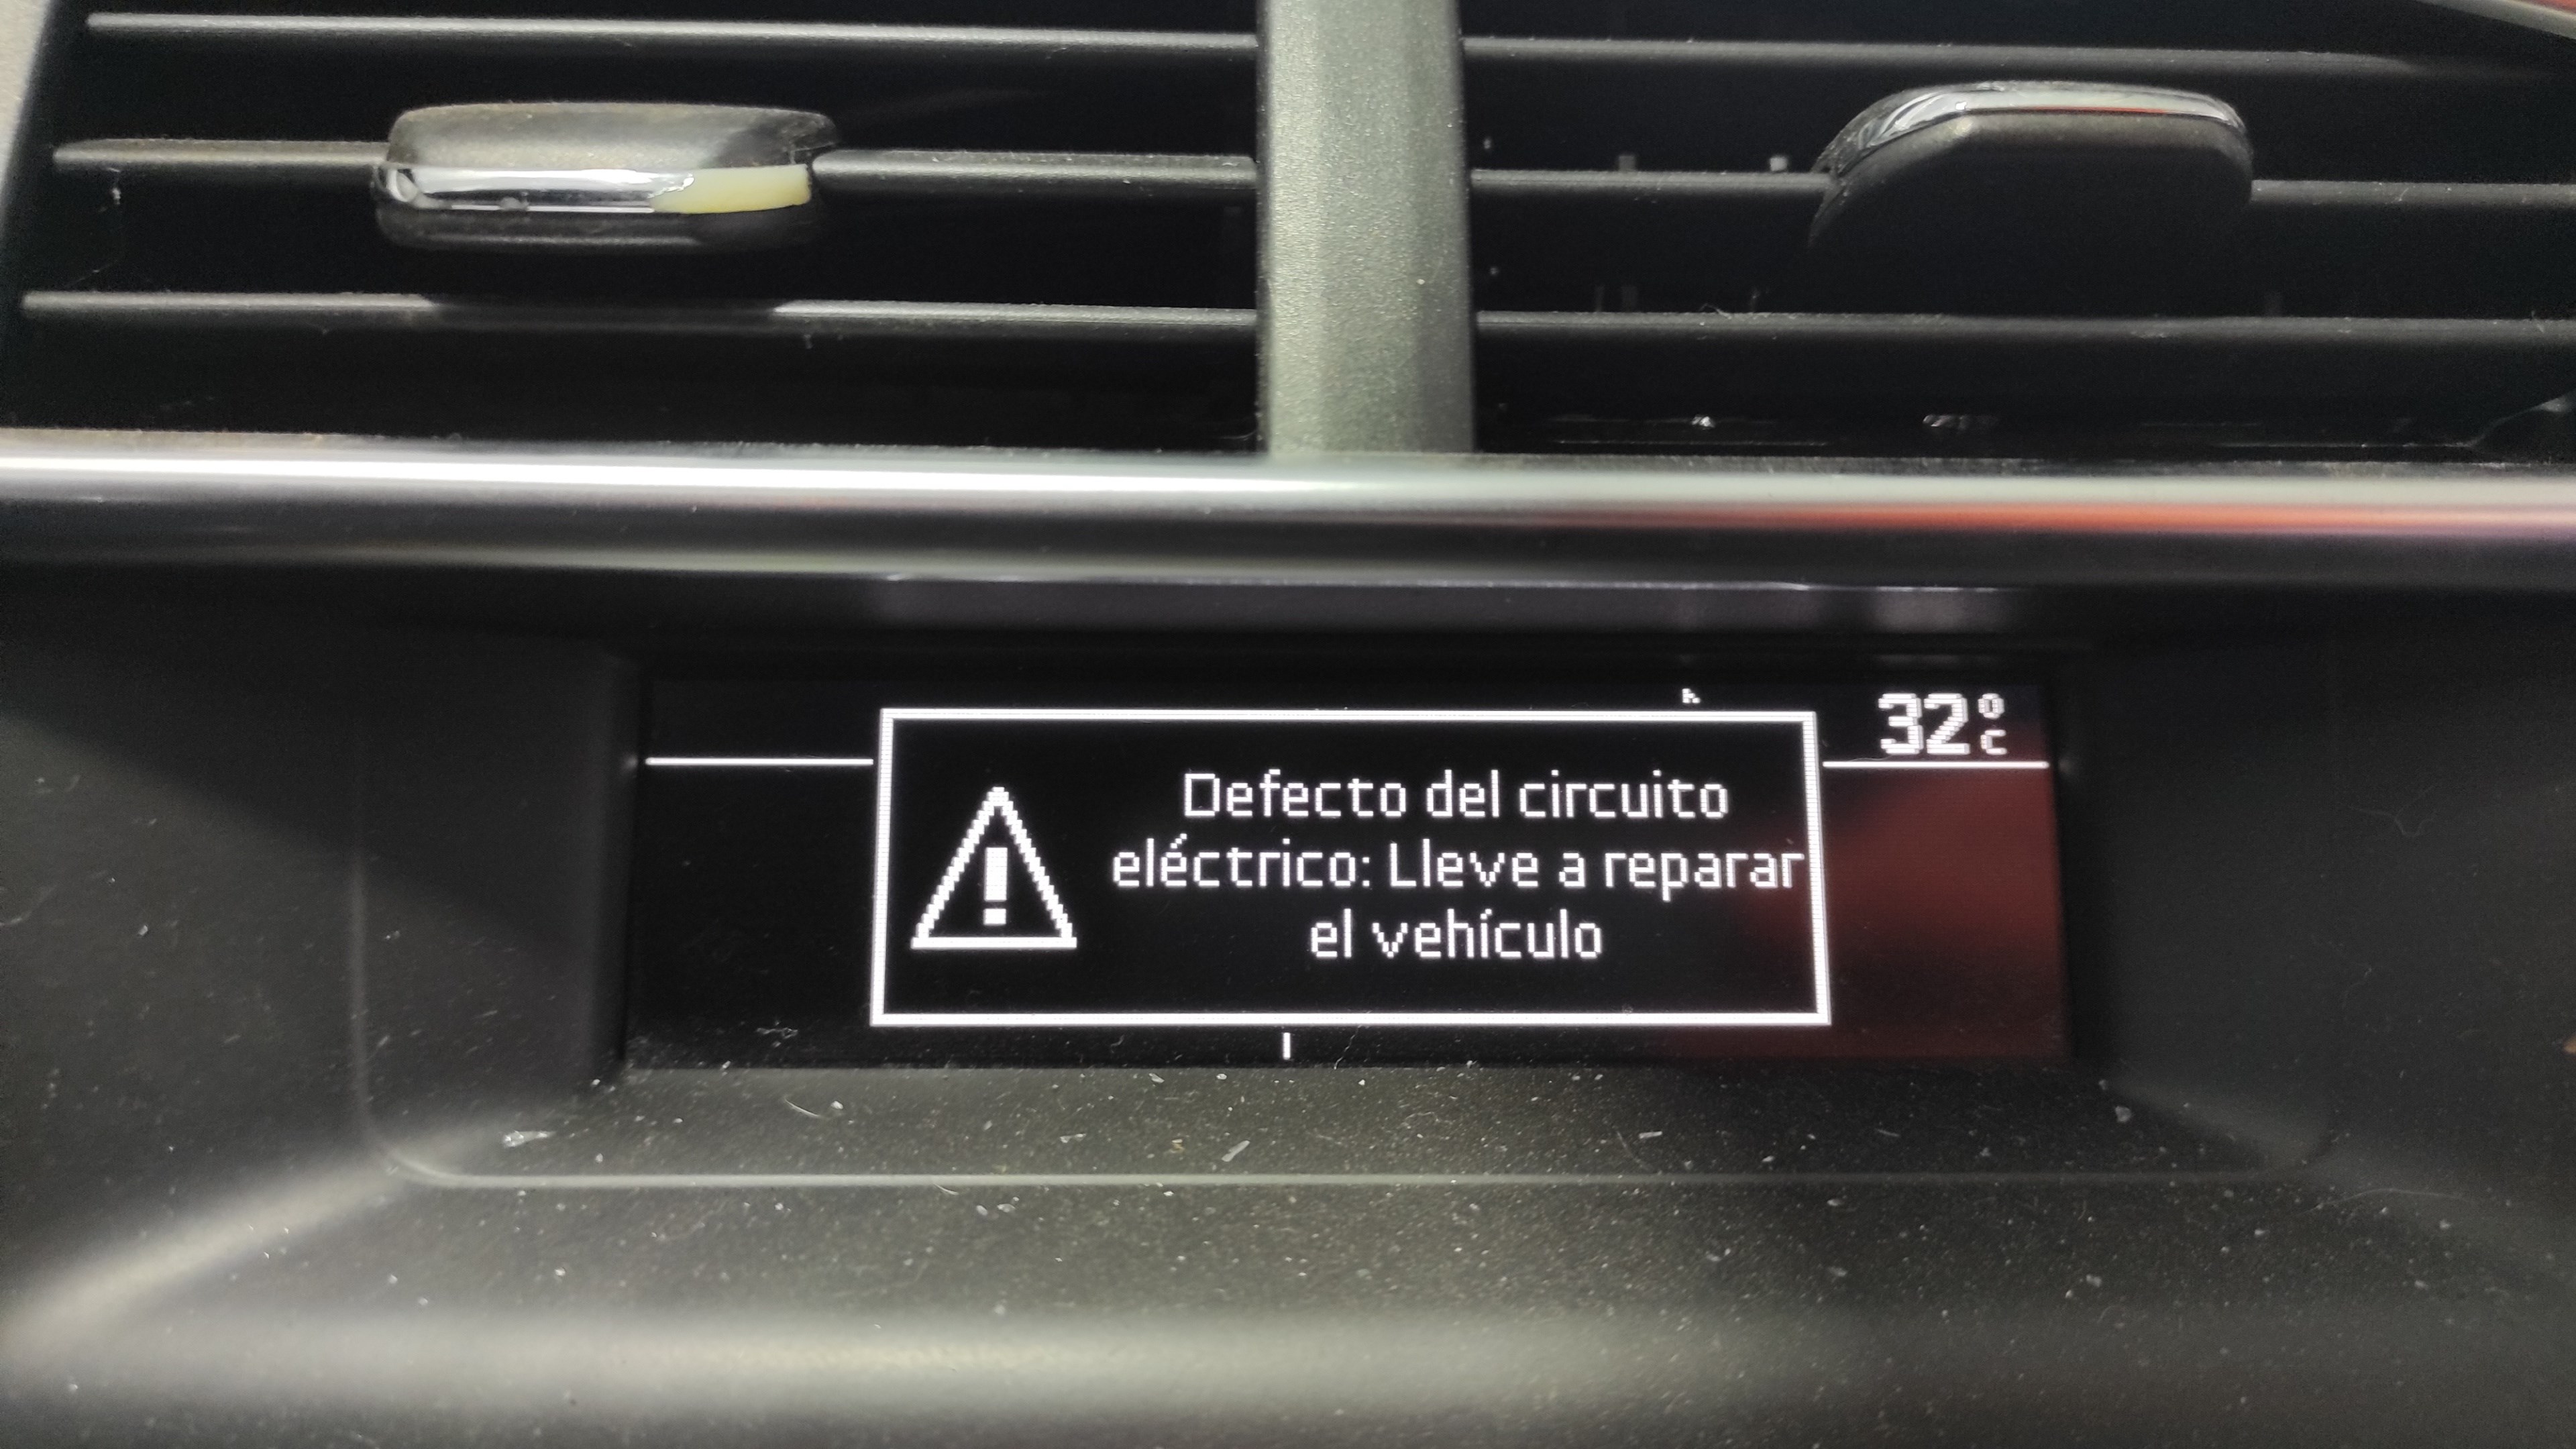 32°C
Defecto del circuito
eléctrico: Lleve a reparar
el vehículo